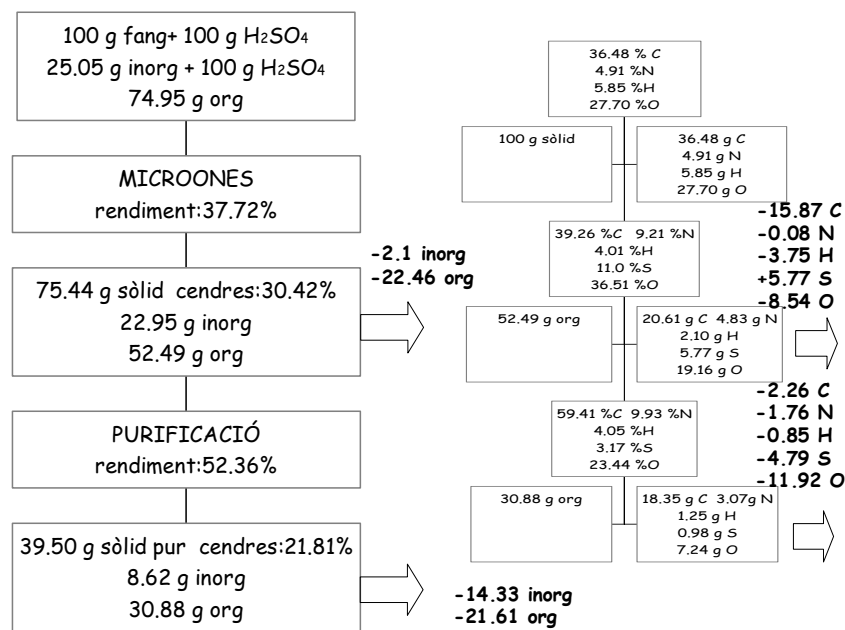 100 g fang+ 100 g H₂SO₄
25.05 g inorg + 100 g H₂SO₄
74.95 g org
MICROONES
rendiment:37.72%
-2.1 inorg
-22.46 org
75.44 g sòlid cendres:30.42%
22.95 g inorg
52.49 g org
PURIFICACIÓ
rendiment:52.36%
39.50 g sòlid pur cendres:21.81%
8.62 g inorg
30.88 g org
-14.33 inorg
-21.61 org
36.48 % C
4.91 %N
5.85 %H
27.70 %O
100 g sòlid
36.48 g C
4.91 g N
5.85 g H
27.70 g O
-15.87 C
-0.08 N
-3.75 H
+5.77 S
-8.54 O
39.26 %C 9.21 %N
4.01 %H
11.0 %S
36.51 %O
52.49 g org
20.61 g C 4.83 g N
2.10 g H
5.77 g S
19.16 g O
-2.26 C
-1.76 N
-0.85 H
-4.79 S
-11.92 O
59.41 %C 9.93 %N
4.05 %H
3.17 %S
23.44 %O
30.88 g org
18.35 g C 3.07g N
1.25 g H
0.98 g S
7.24 g O